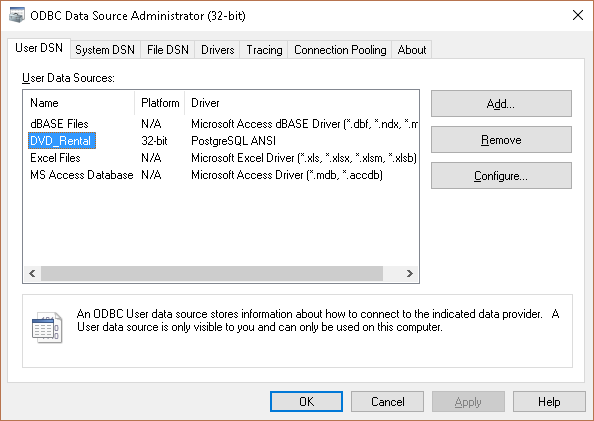 ODBC Data Source Administrator (32-bit)
User DSN System DSN File DSN Drivers Tracing Connection Pooling About
User Data Sources:
Name Platform Driver
dBASE Files N/A Microsoft Access dBASE Driver (*.dbf, *.ndx, *.m
DVD_Rental 32-bit PostgreSQL ANSI
Excel Files N/A Microsoft Excel Driver (*.xls, *.xlsx, *.xlsm, *.xlsb)
MS Access Database N/A Microsoft Access Driver (*.mdb, *.accdb)
Add...
Remove
Configure...
An ODBC User data source stores information about how to connect to the indicated data provider. A
User data source is only visible to you and can only be used on this computer.
OK Cancel Apply Help